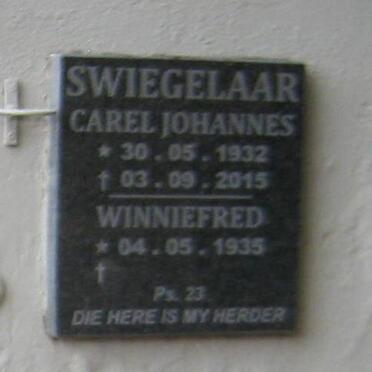 SWIEGELAAR
CAREL JOHANNES
* 30.05.1932
† 03.09.2015
WINNIEFRED
* 04.05.1935
†
Ps. 23
DIE HERE IS MY HERDER